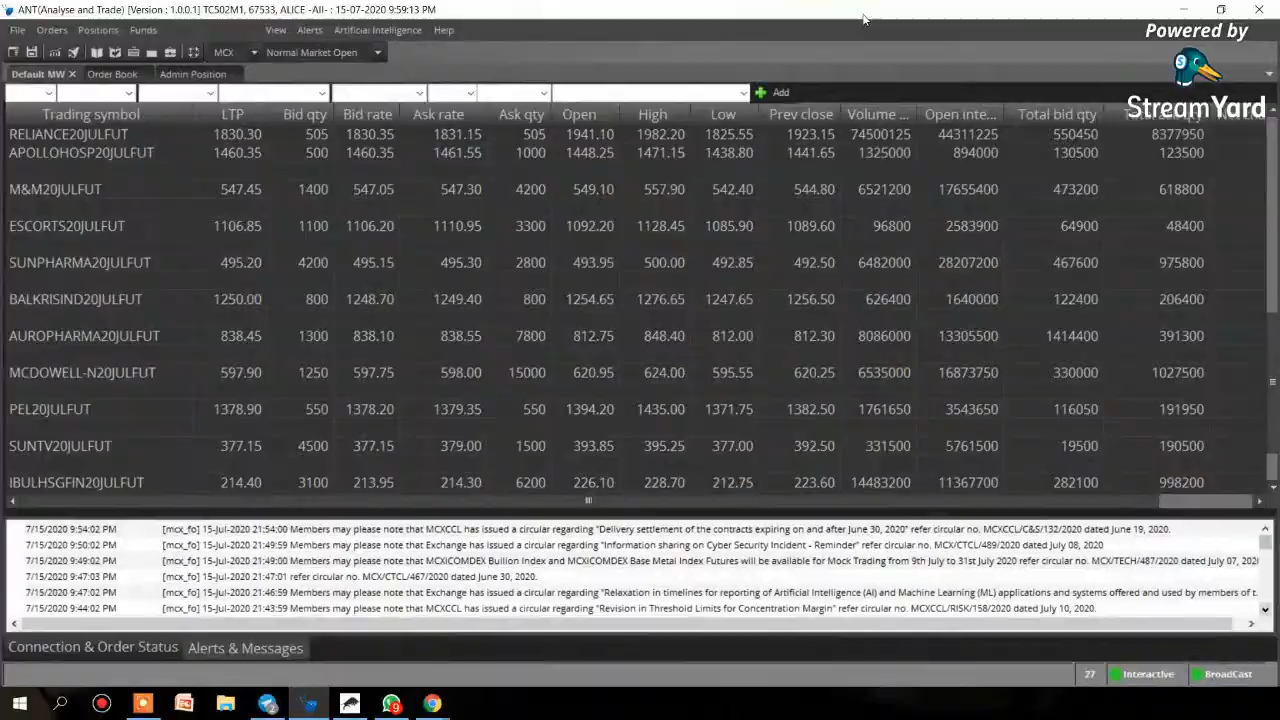 ANT(Analyse and Trade) [Version : 1.0.0.1] TC502M1, 67533, ALICE -All- : 15-07-2020 9:59:13 PM
File Orders Positions Funds View Alerts Artificial Intelligence Help
Powered by
MCX Normal Market Open
Default MW Order Book Admin Position
StreamYard
Add
Trading symbol LTP Bid qty Bid rate Ask rate Ask qty Open High Low Prev close Volume ... Open inte... Total bid qty
RELIANCE20JULFUT 1830.30 505 1830.35 1831.15 505 1941.10 1982.20 1825.55 1923.15 74500125 44311225 550450 8377950
APOLLOHOSP20JULFUT 1460.35 500 1460.35 1461.55 1000 1448.25 1471.15 1438.80 1441.65 1325000 894000 130500 123500
M&M20JULFUT 547.45 1400 547.05 547.30 4200 549.10 557.90 542.40 544.80 6521200 17655400 473200 618800
ESCORTS20JULFUT 1106.85 1100 1106.20 1110.95 3300 1092.20 1128.45 1085.90 1089.60 96800 2583900 64900 48400
SUNPHARMA20JULFUT 495.20 4200 495.15 495.30 2800 493.95 500.00 492.85 492.50 6482000 28207200 467600 975800
BALKRISIND20JULFUT 1250.00 800 1248.70 1249.40 800 1254.65 1276.65 1247.65 1256.50 626400 1640000 122400 206400
AUROPHARMA20JULFUT 838.45 1300 838.10 838.55 7800 812.75 848.40 812.00 812.30 8086000 13305500 1414400 391300
MCDOWELL-N20JULFUT 597.90 1250 597.75 598.00 15000 620.95 624.00 595.55 620.25 6535000 16873750 330000 1027500
PEL20JULFUT 1378.90 550 1378.20 1379.35 550 1394.20 1435.00 1371.75 1382.50 1761650 3543650 116050 191950
SUNTV20JULFUT 377.15 4500 377.15 379.00 1500 393.85 395.25 377.00 392.50 331500 5761500 19500 190500
IBULHSGFIN20JULFUT 214.40 3100 213.95 214.30 6200 226.10 228.70 212.75 223.60 14483200 11367700 282100 998200
7/15/2020 9:54:02 PM [mcx_fo] 15-Jul-2020 21:54:00 Members may please note that MCXCCL has issued a circular regarding "Delivery settlement of the contracts expiring on and after June 30, 2020" refer circular no. MCXCCL/C&S/132/2020 dated June 19, 2020.
7/15/2020 9:50:02 PM [mcx_fo] 15-Jul-2020 21:49:59 Members may please note that Exchange has issued a circular regarding "Information sharing on Cyber Security Incident - Reminder" refer circular no. MCX/CTCL/489/2020 dated July 08, 2020
7/15/2020 9:49:02 PM [mcx_fo] 15-Jul-2020 21:49:00 MCXiCOMDEX Bullion Index and MCXiCOMDEX Base Metal Index Futures will be available for Mock Trading from 9th July to 31st July 2020 refer circular no. MCX/TECH/487/2020 dated July 07, 202
7/15/2020 9:47:03 PM [mcx_fo] 15-Jul-2020 21:47:01 refer circular no. MCX/CTCL/467/2020 dated June 30, 2020.
7/15/2020 9:47:02 PM [mcx_fo] 15-Jul-2020 21:46:59 Members may please note that Exchange has issued a circular regarding "Relaxation in timelines for reporting of Artificial Intelligence (AI) and Machine Learning (ML) applications and systems offered and used by members of t.
7/15/2020 9:44:02 PM [mcx_fo] 15-Jul-2020 21:43:59 Members may please note that MCXCCL has issued a circular regarding "Revision in Threshold Limits for Concentration Margin" refer circular no. MCXCCL/RISK/158/2020 dated July 10, 2020.
Connection & Order Status Alerts & Messages
27 Interactive BroadCast
2 9